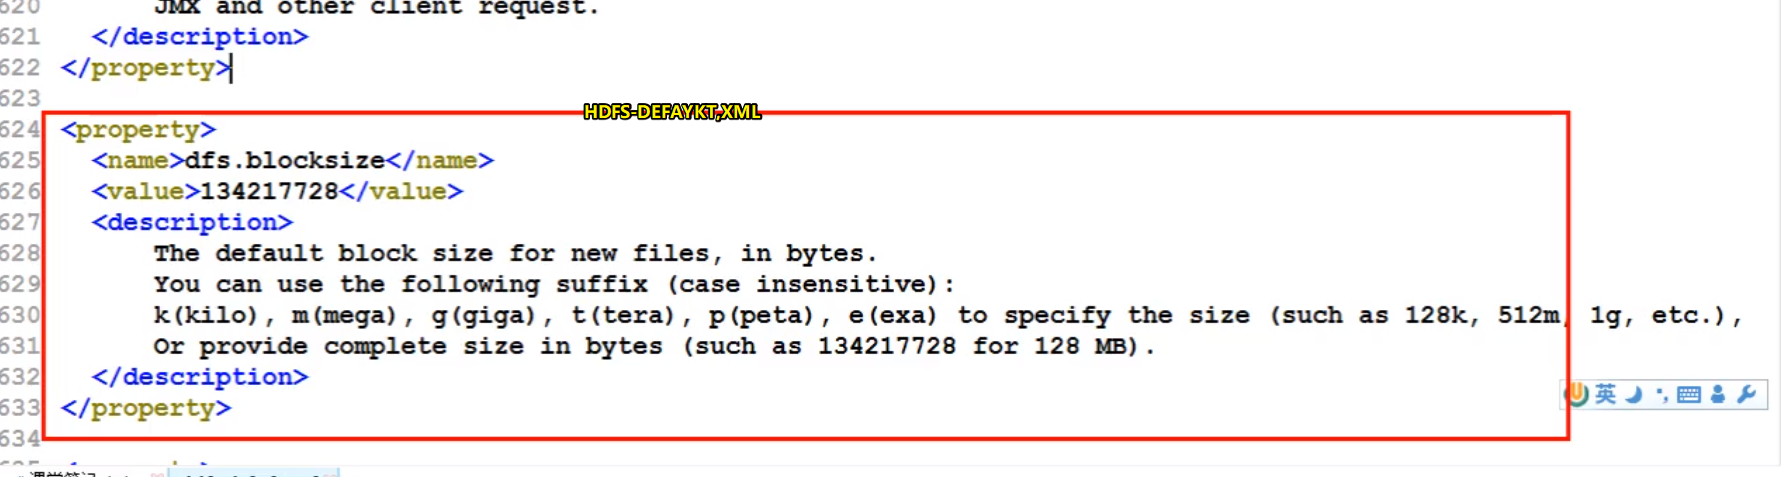 620 JMX and other client request.
621 </description>
622 </property>
623
HDFS-DEFAYKT,XML
624 <property>
625 <name>dfs.blocksize</name>
626 <value>134217728</value>
627 <description>
628 The default block size for new files, in bytes.
629 You can use the following suffix (case insensitive):
630 k(kilo), m(mega), g(giga), t(tera), p(peta), e(exa) to specify the size (such as 128k, 512m, 1g, etc.),
631 Or provide complete size in bytes (such as 134217728 for 128 MB).
632 </description>
英
633 </property>
634